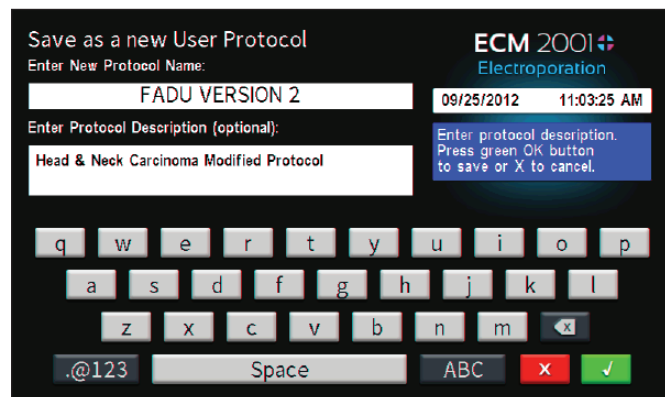 Save as a new User Protocol
Enter New Protocol Name:
FADU VERSION 2
Enter Protocol Description (optional):
Head & Neck Carcinoma Modified Protocol
ECM 2001
Electroporation
09/25/2012 11:03:25 AM
Enter protocol description.
Press green OK button
to save or X to cancel.
q w e r t y u i o p
a s d f g h j k l
z x c v b n m x
.@123 Space ABC X √